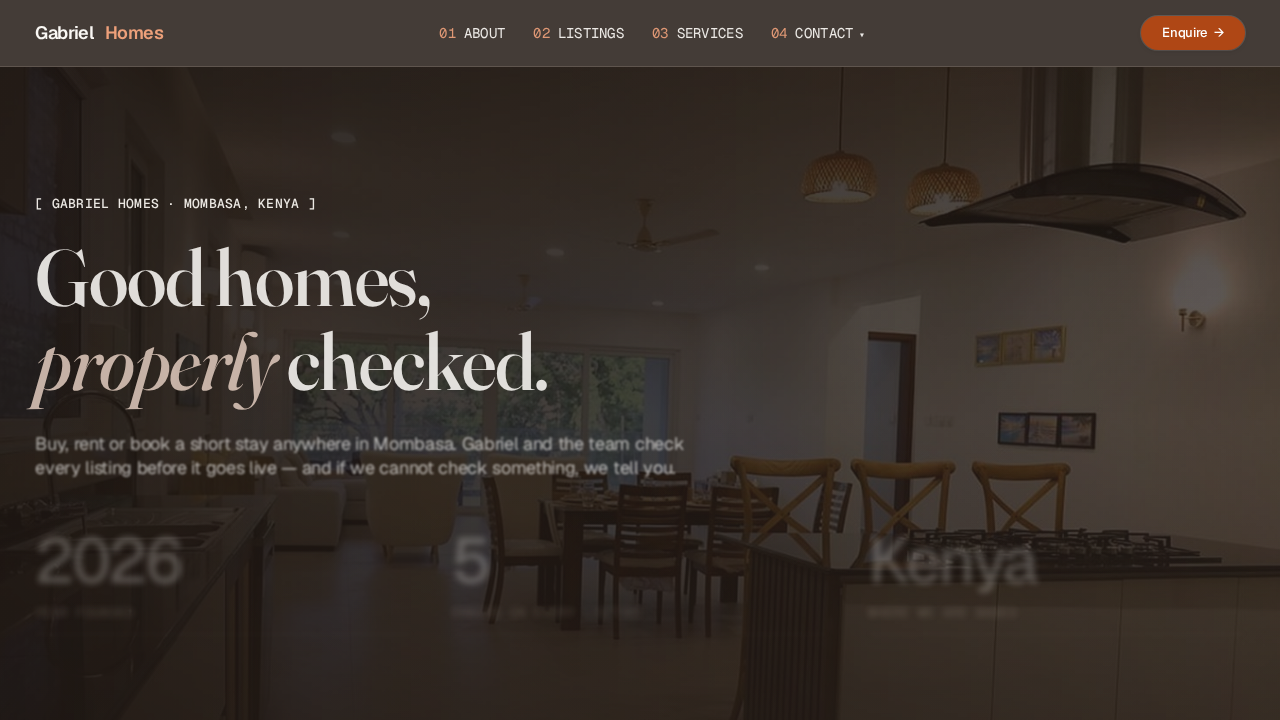 Gabriel Homes
01 ABOUT
02 LISTINGS
03 SERVICES
04 CONTACT ▾
Enquire →
[ GABRIEL HOMES · MOMBASA, KENYA ]
Good homes,
properly checked.
Buy, rent or book a short stay anywhere in Mombasa. Gabriel and the team check
every listing before it goes live — and if we cannot check something, we tell you.
2026
5
Kenya